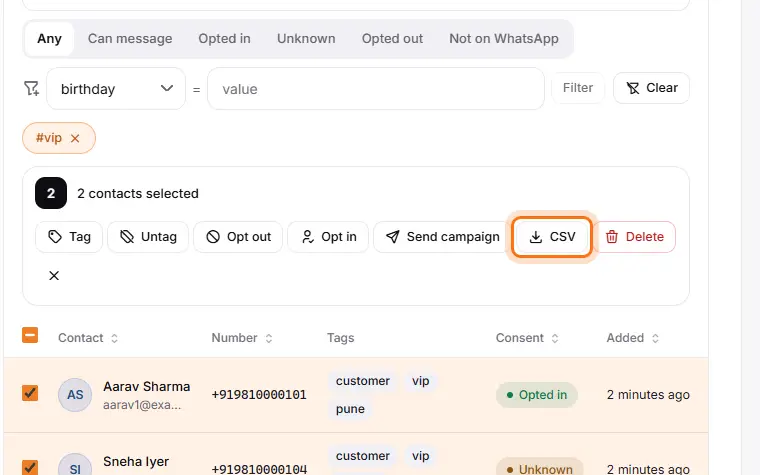 Any Can message Opted in Unknown Opted out Not on WhatsApp
birthday = value Filter Clear
#vip
2 2 contacts selected
Tag Untag Opt out Opt in Send campaign CSV Delete
Contact Number Tags Consent Added
AS Aarav Sharma aarav1@exa... +919810000101 customer vip pune Opted in 2 minutes ago
SI Sneha Iyer +919810000104 customer vip Unknown 2 minutes ago